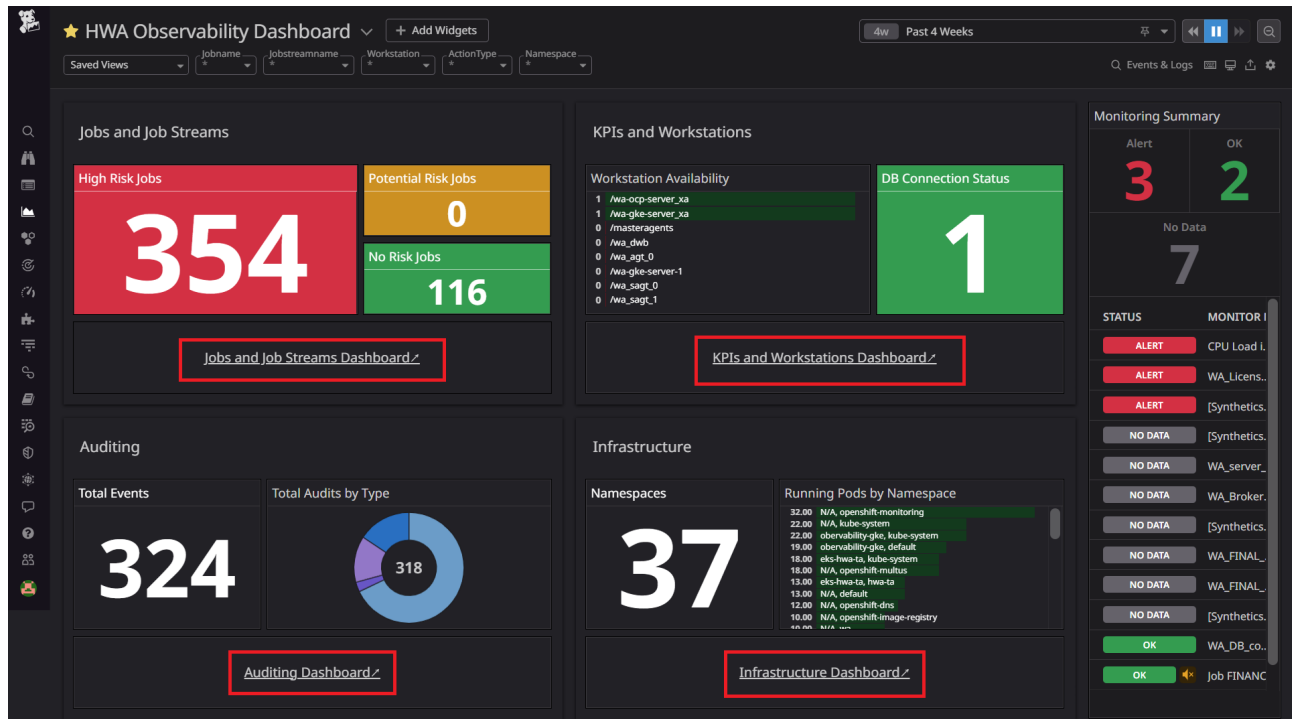 HWA Observability Dashboard
+ Add Widgets
4w Past 4 Weeks
Saved Views
Jobname
*
Jobstreamname
*
Workstation
*
ActionType
*
Namespace
*
Events & Logs
Jobs and Job Streams
High Risk Jobs
354
Potential Risk Jobs
0
No Risk Jobs
116
Jobs and Job Streams Dashboard↗
KPIs and Workstations
Workstation Availability
1 /wa-ocp-server_xa
1 /wa-gke-server_xa
0 /masteragents
0 /wa_dwb
0 /wa_agt_0
0 /wa-gke-server-1
0 /wa_sagt_0
0 /wa_sagt_1
DB Connection Status
1
KPIs and Workstations Dashboard↗
Auditing
Total Events
324
Total Audits by Type
318
Auditing Dashboard↗
Infrastructure
Namespaces
37
Running Pods by Namespace
32.00 N/A, openshift-monitoring
22.00 N/A, kube-system
22.00 obervability-gke, kube-system
19.00 obervability-gke, default
18.00 eks-hwa-ta, kube-system
18.00 N/A, openshift-multus
13.00 eks-hwa-ta, hwa-ta
13.00 N/A, default
12.00 N/A, openshift-dns
10.00 N/A, openshift-image-registry
10.00 N/A, wa
Infrastructure Dashboard↗
Monitoring Summary
Alert
3
OK
2
No Data
7
STATUS MONITOR
ALERT CPU Load i.
ALERT WA_Licens..
ALERT [Synthetics.
NO DATA [Synthetics.
NO DATA WA_server_
NO DATA WA_Broker.
NO DATA [Synthetics.
NO DATA WA_FINAL_.
NO DATA WA_FINAL_.
NO DATA [Synthetics.
OK WA_DB_co..
OK Job FINANC